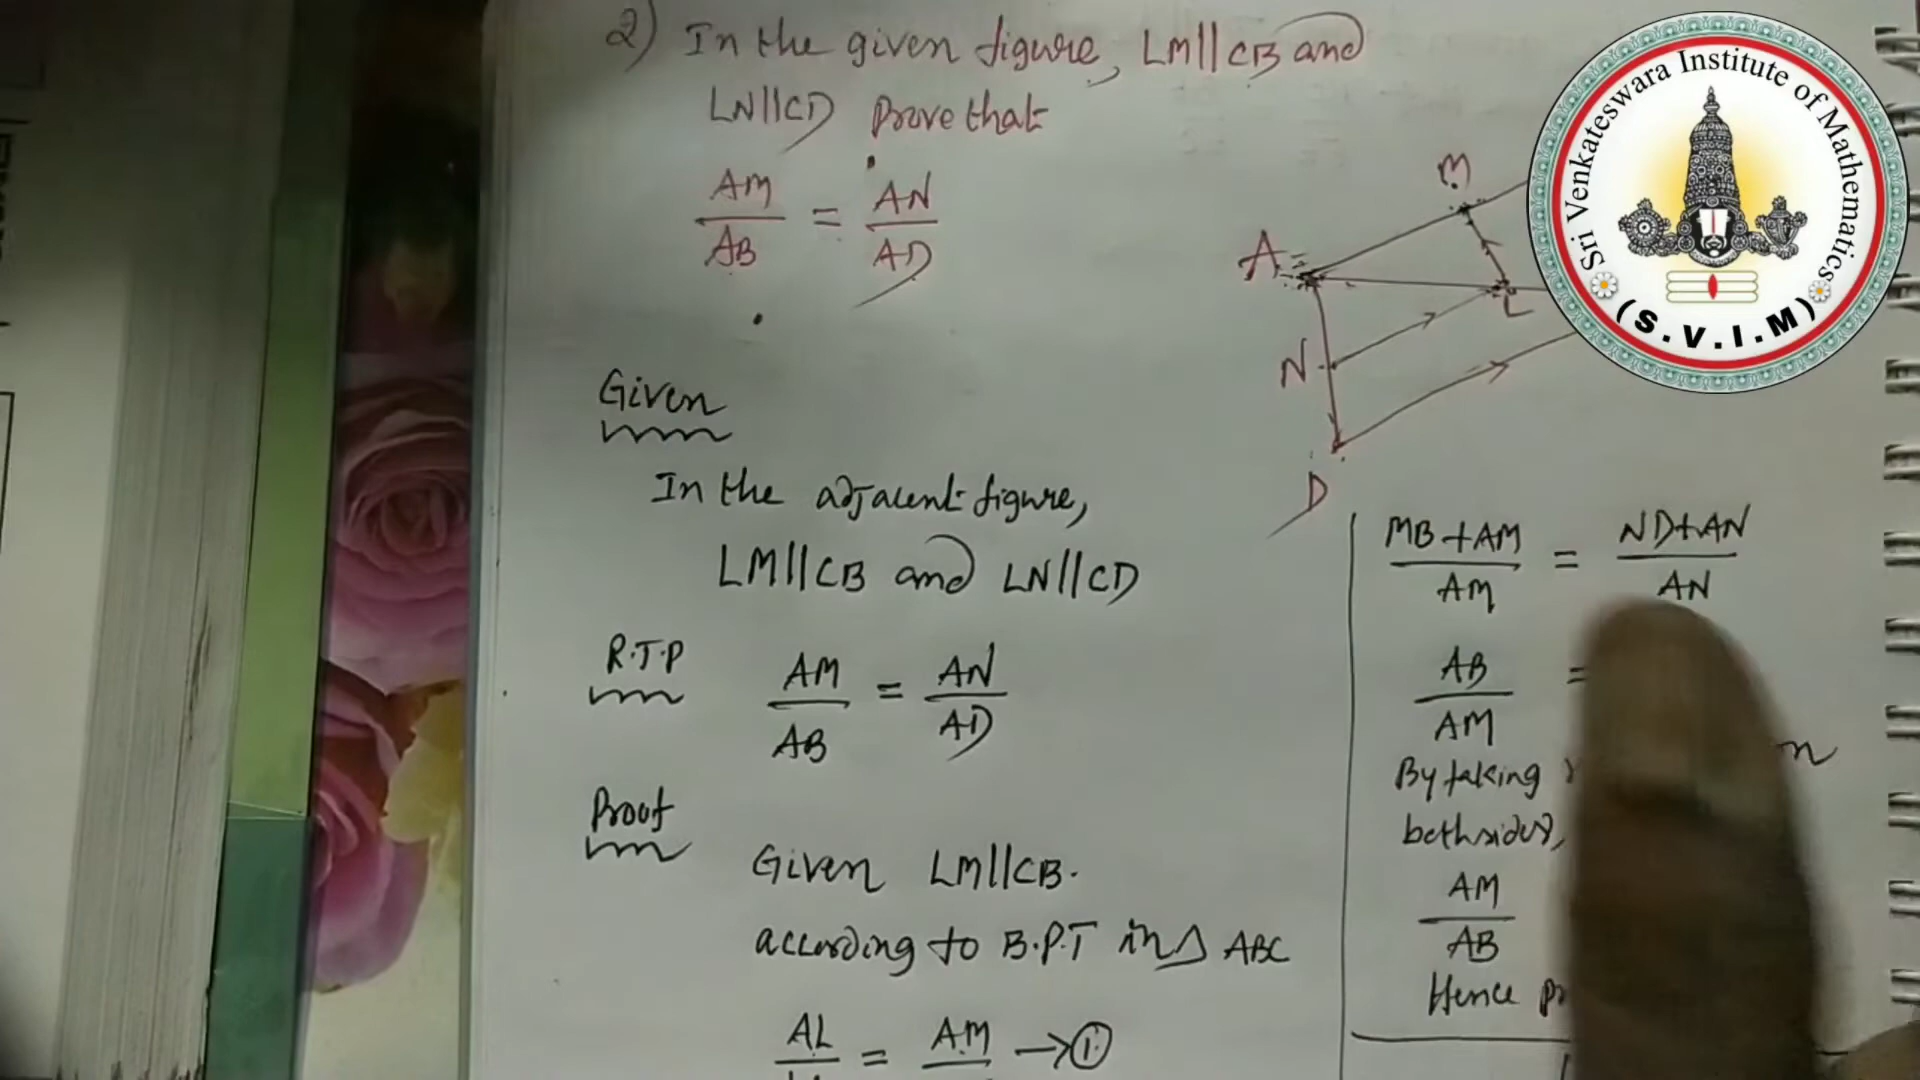 2) In the given figure, LM||CB and
LN||CD Prove that
AM/AB = AN/AD
A
M
L
N
D
Given
In the adjacent figure,
LM||CB and LN||CD
R.T.P
AM/AB = AN/AD
Proof
Given LM||CB.
according to B.P.T in △ ABC
AL = AM → ①
MB+AM/AM = ND+AN/AN
AB/AM =
By taking
both sides,
AM/AB
Hence
Sri Venkateswara Institute of Mathematics
(S.V.I.M)